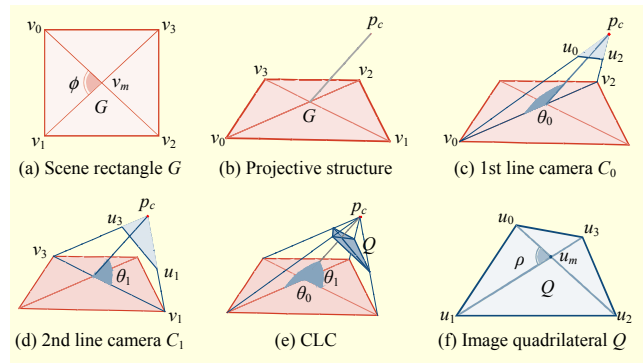 v0 v3
ϕ vm
G
v1 v2
(a) Scene rectangle G
pc
v3 v2
G
v0 v1
(b) Projective structure
pc
u0 u2
v2
θ0
v0
(c) 1st line camera C0
u3 pc
v3
θ1 u1
v1
(d) 2nd line camera C1
pc
Q
θ0 θ1
(e) CLC
u0 u3
ρ um
Q
u1 u2
(f) Image quadrilateral Q